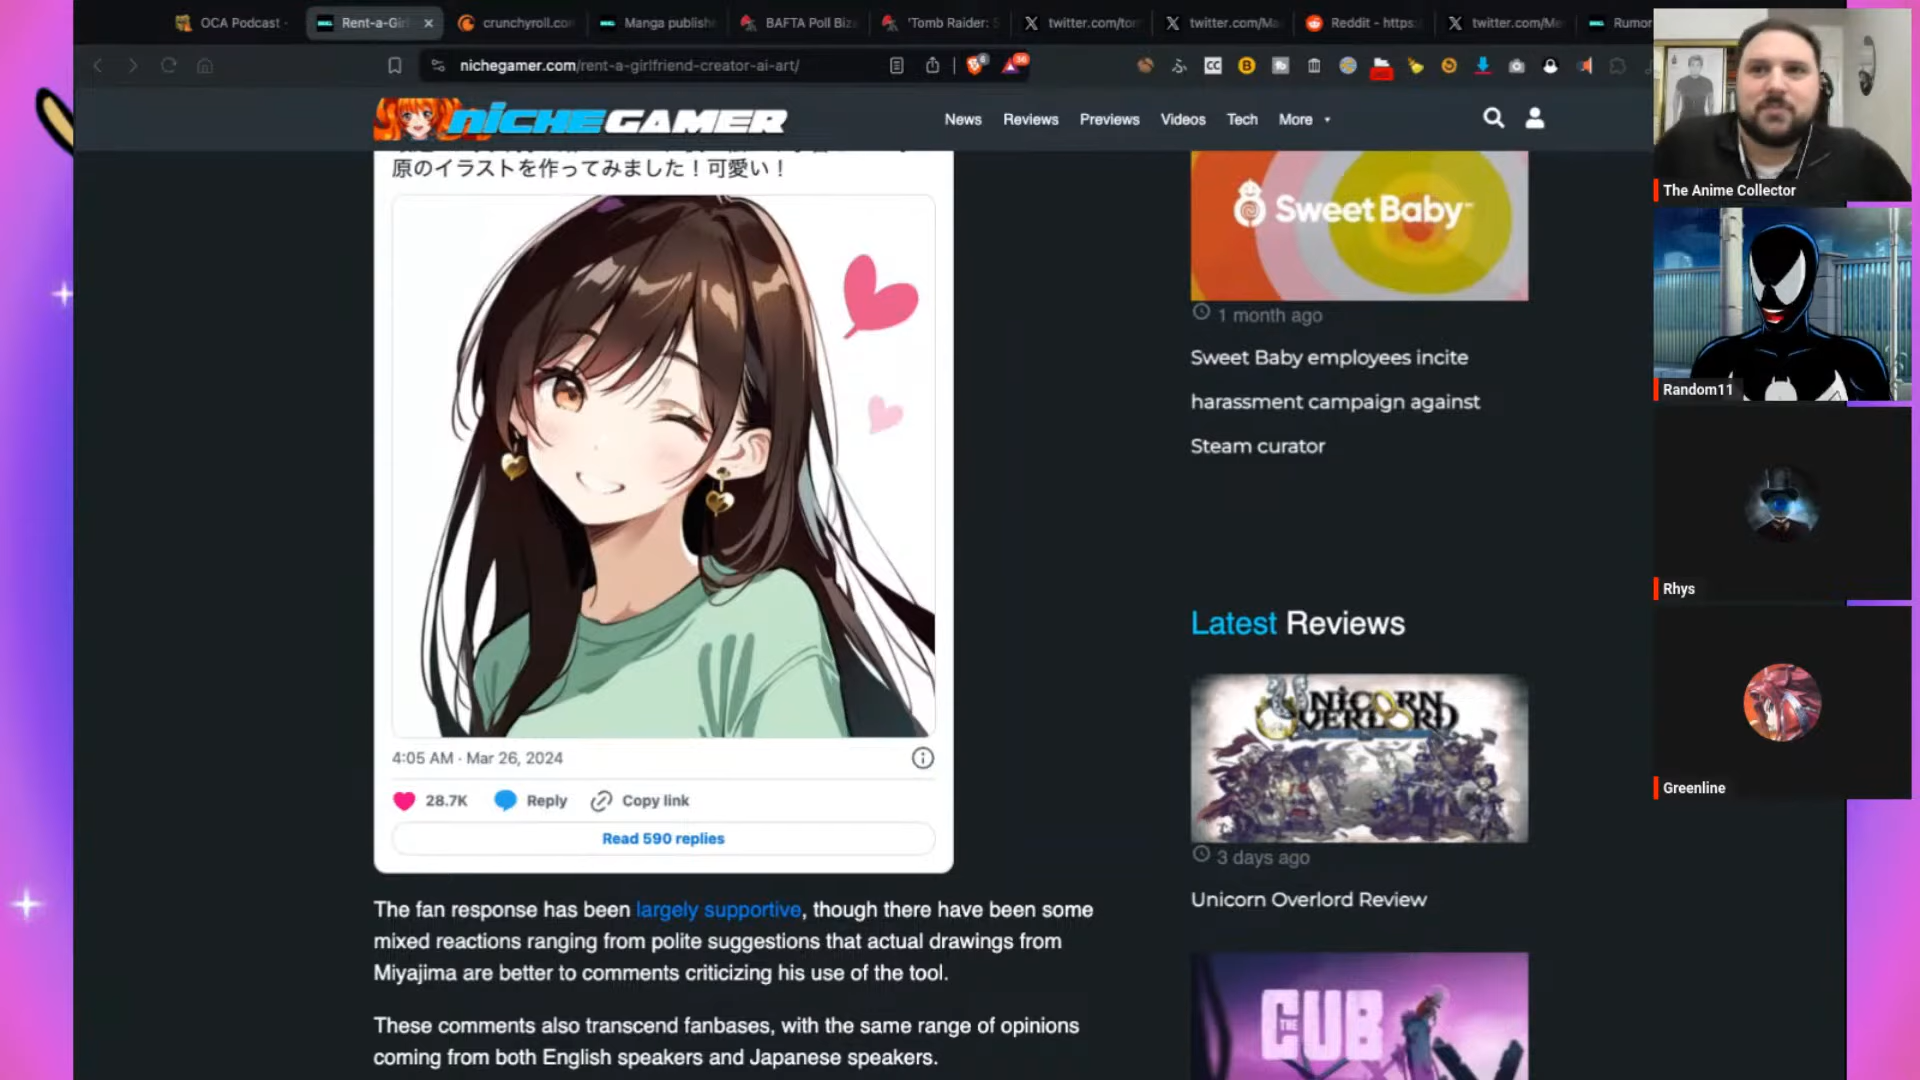 OCA Podcast
Rent-a-Girl
crunchyroll.co
Manga publish
BAFTA Poll Biz
'Tomb Raider:
twitter.com/to
twitter.com/Ma
Reddit - https:
twitter.com/Me
Rumor
nichegamer.com/rent-a-girlfriend-creator-ai-art/
NICHEGAMER
News
Reviews
Previews
Videos
Tech
More
原のイラストを作ってみました！可愛い！
4:05 AM · Mar 26, 2024
28.7K
Reply
Copy link
Read 590 replies
The fan response has been largely supportive, though there have been some
mixed reactions ranging from polite suggestions that actual drawings from
Miyajima are better to comments criticizing his use of the tool.
These comments also transcend fanbases, with the same range of opinions
coming from both English speakers and Japanese speakers.
Sweet Baby
1 month ago
Sweet Baby employees incite
harassment campaign against
Steam curator
Latest Reviews
UNICORN
OVERLORD
3 days ago
Unicorn Overlord Review
THE CUB
The Anime Collector
Random11
Rhys
Greenline